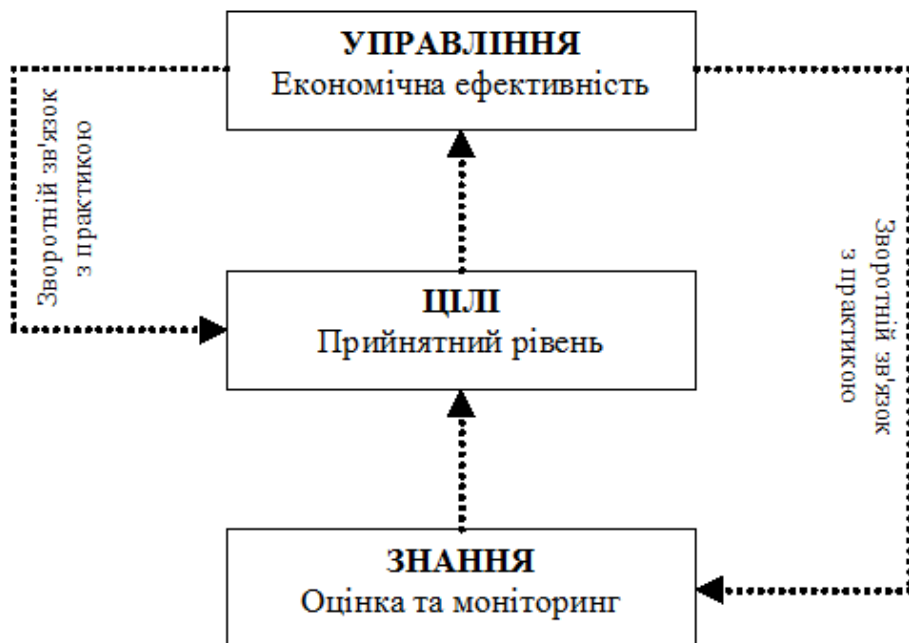 УПРАВЛІННЯ
Економічна ефективність
Зворотній зв'язок
з практикою
ЦІЛІ
Прийнятний рівень
Зворотній зв'язок
з практикою
ЗНАННЯ
Оцінка та моніторинг